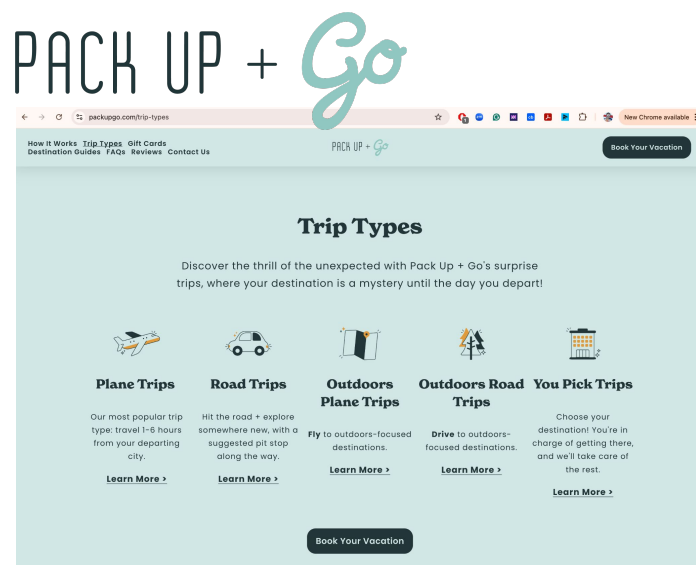 PACK UP + Go
packupgo.com/trip-types
New Chrome available
How It Works Trip Types Gift Cards
Destination Guides FAQs Reviews Contact Us
PACK UP + Go
Book Your Vacation
Trip Types
Discover the thrill of the unexpected with Pack Up + Go's surprise
trips, where your destination is a mystery until the day you depart!
Plane Trips
Our most popular trip
type: travel 1-6 hours
from your departing
city.
Learn More >
Road Trips
Hit the road + explore
somewhere new, with a
suggested pit stop
along the way.
Learn More >
Outdoors
Plane Trips
Fly to outdoors-focused
destinations.
Learn More >
Outdoors Road
Trips
Drive to outdoors-
focused destinations.
Learn More >
You Pick Trips
Choose your
destination! You're in
charge of getting there,
and we'll take care of
the rest.
Learn More >
Book Your Vacation